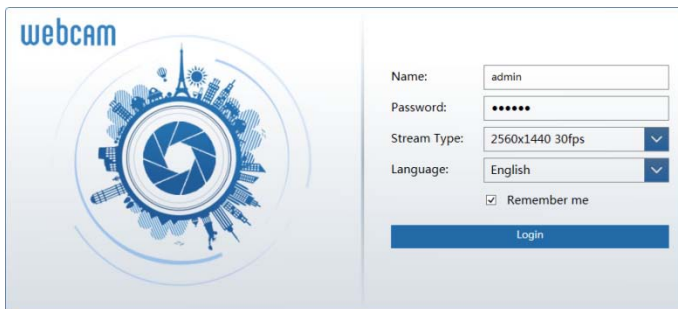 webcam
Name: admin
Password: ••••••
Stream Type: 2560x1440 30fps
Language: English
Remember me
Login